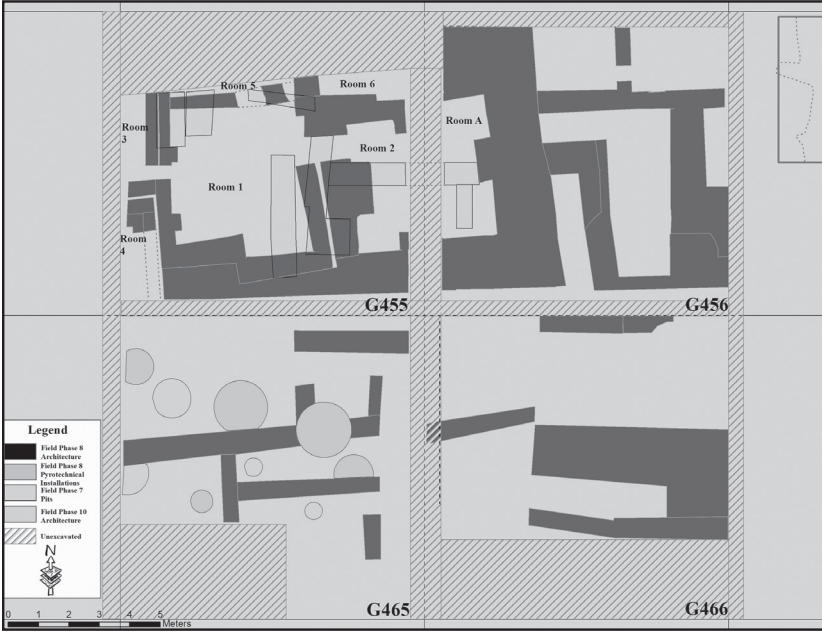 Room 5
Room 6
Room 3
Room A
Room 2
Room 1
Room 4
G455
G456
Legend
Field Phase 8
Architecture
Field Phase 8
Pyrotechnical
Installations
Field Phase 7
Pits
Field Phase 10
Architecture
Unexcavated
N
0 1 2 3 4 5
Meters
G465
G466